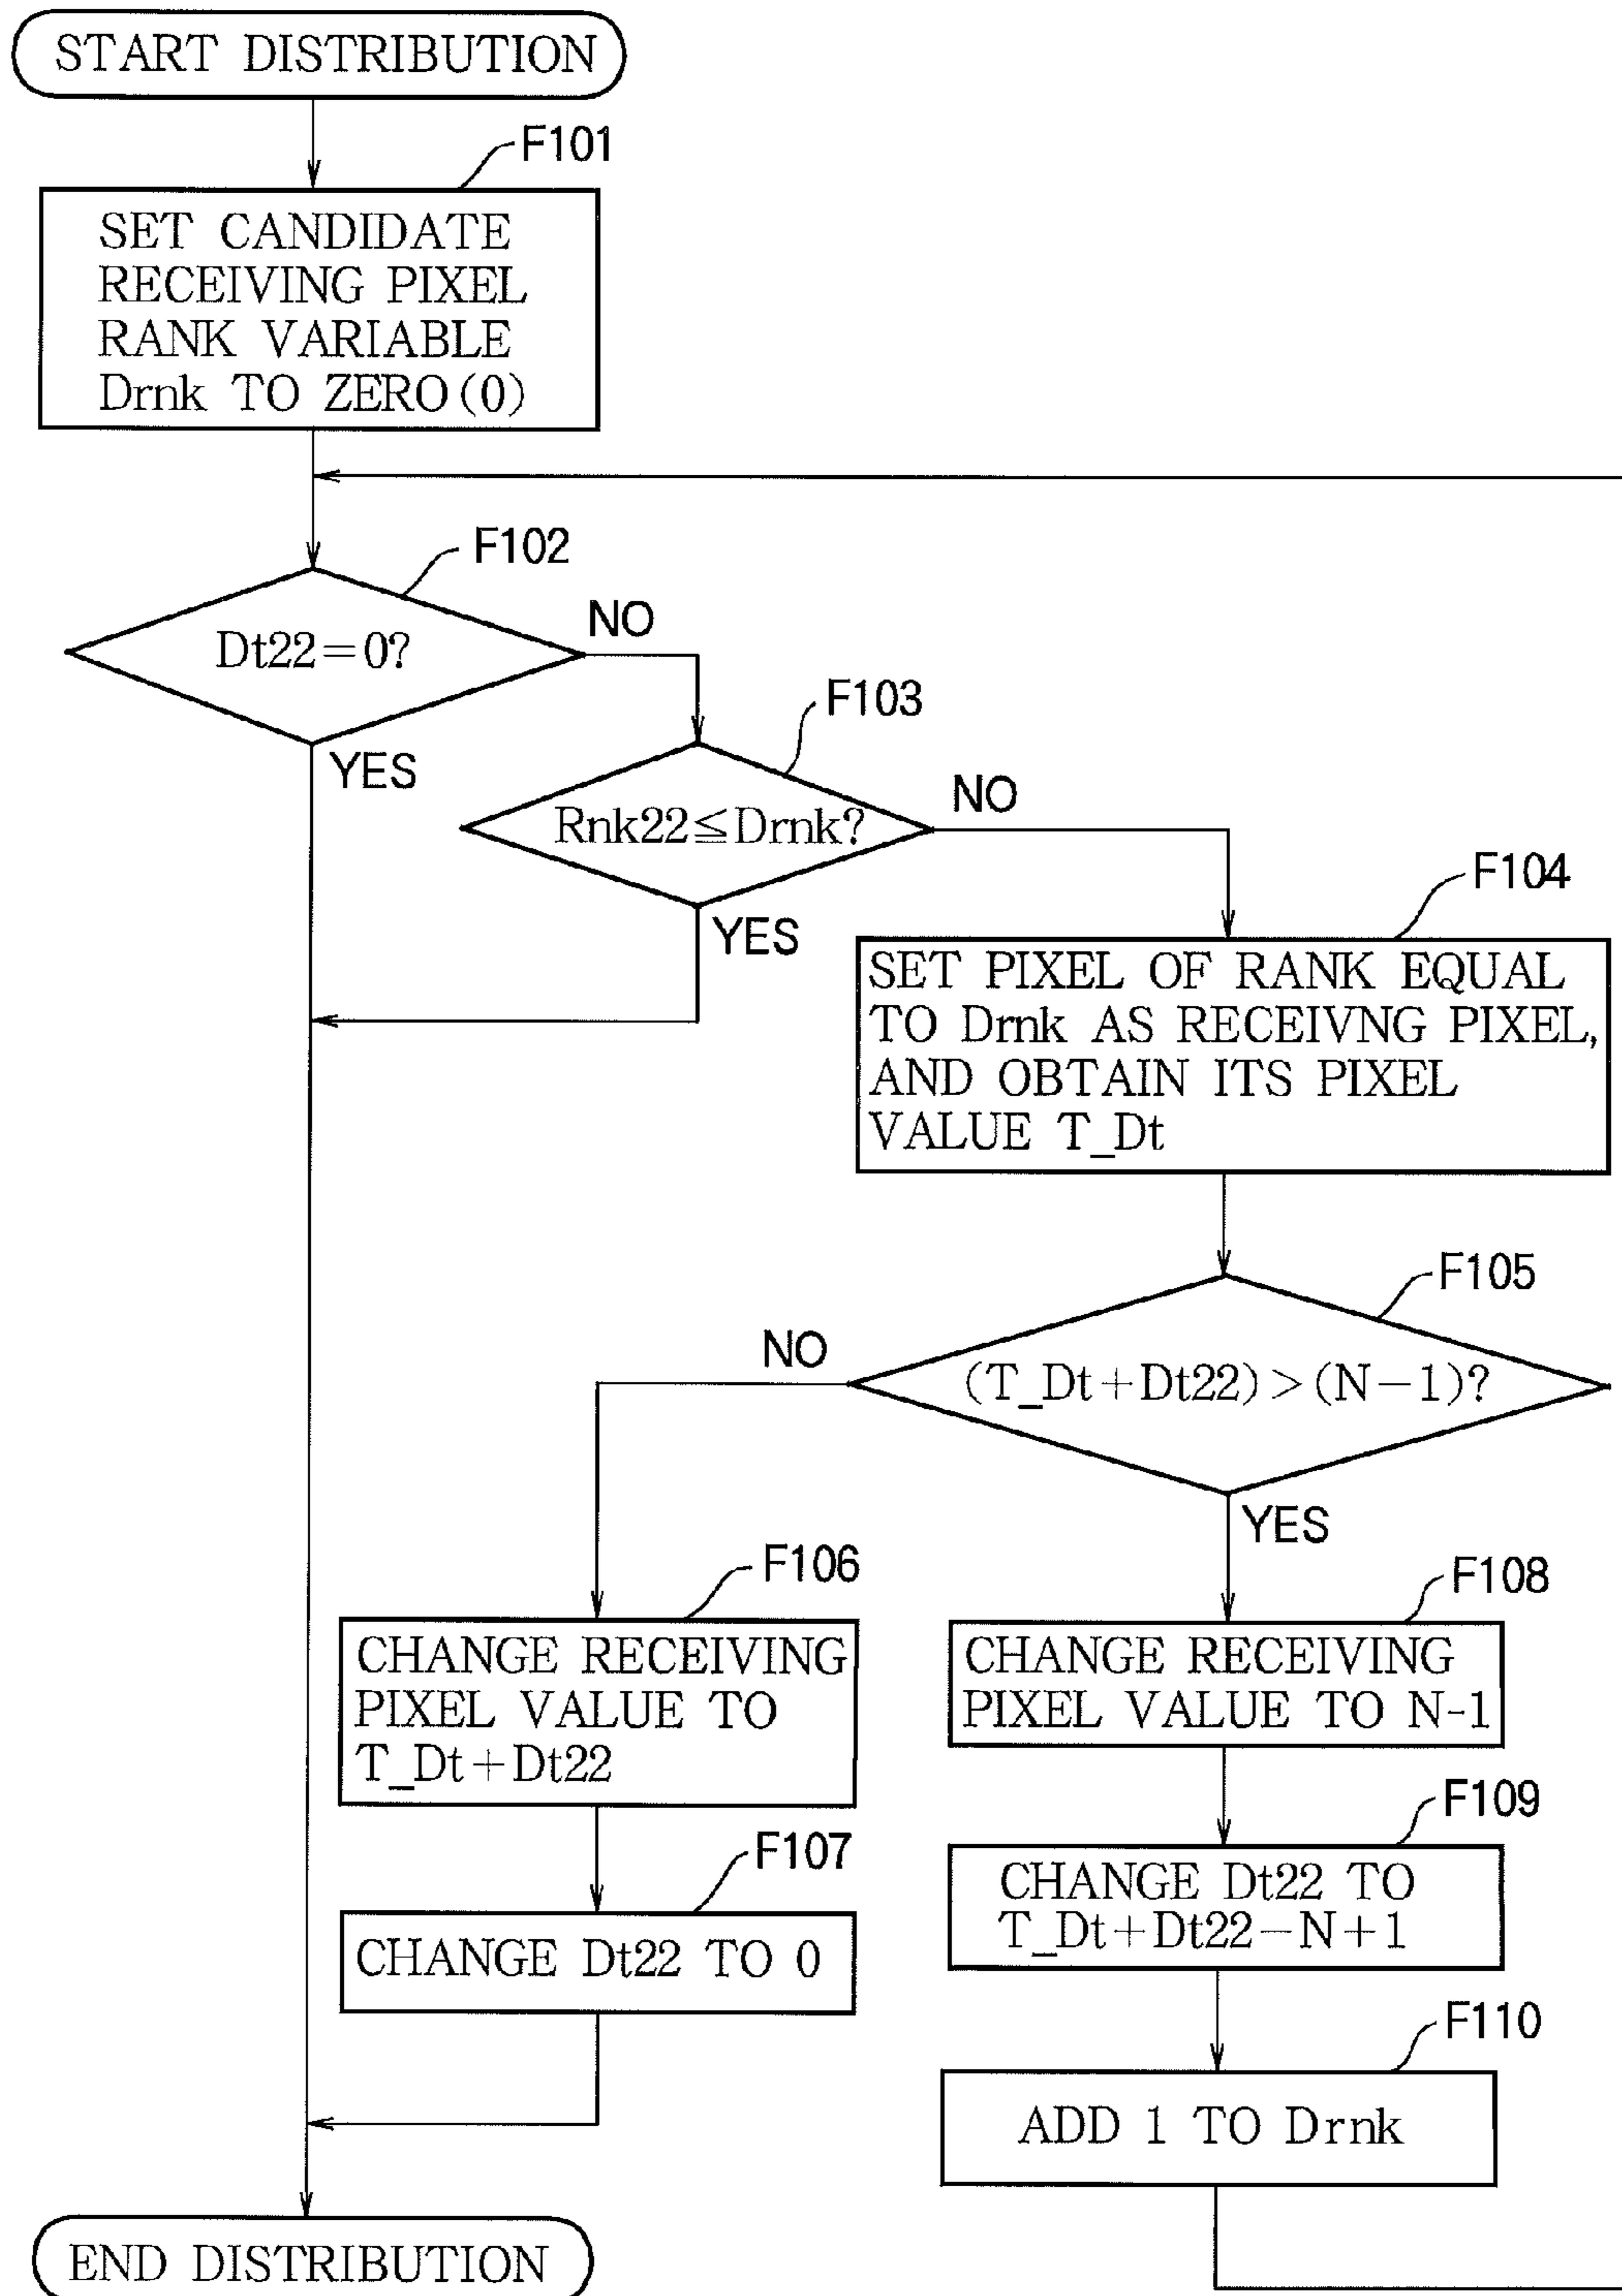 START DISTRIBUTION
F101
SET CANDIDATE
RECEIVING PIXEL
RANK VARIABLE
Drnk TO ZERO(0)
F102
Dt22=0?
NO
YES
F103
Rnk22≦Drnk?
NO
YES
F104
SET PIXEL OF RANK EQUAL
TO Drnk AS RECEIVNG PIXEL,
AND OBTAIN ITS PIXEL
VALUE T_Dt
F105
(T_Dt+Dt22)>(N-1)?
NO
YES
F106
CHANGE RECEIVING
PIXEL VALUE TO
T_Dt+Dt22
F107
CHANGE Dt22 TO 0
F108
CHANGE RECEIVING
PIXEL VALUE TO N-1
F109
CHANGE Dt22 TO
T_Dt+Dt22-N+1
F110
ADD 1 TO Drnk
END DISTRIBUTION